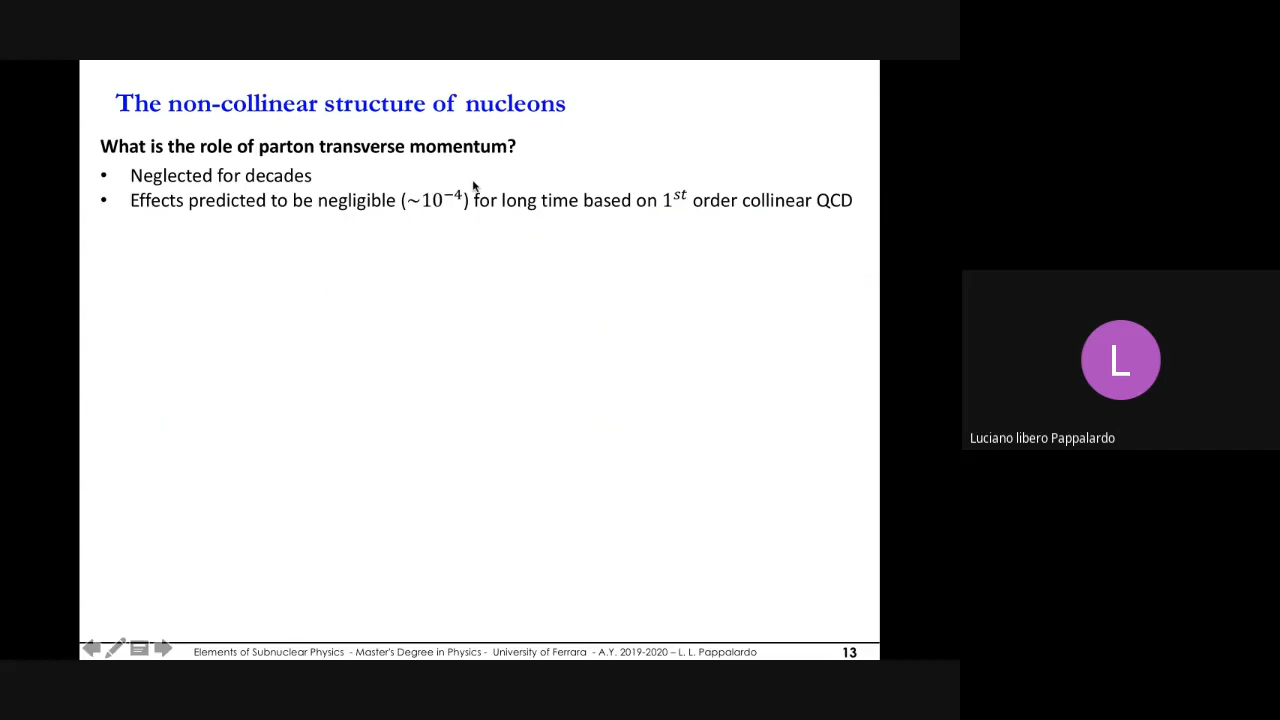 The non-collinear structure of nucleons
What is the role of parton transverse momentum?
• Neglected for decades
• Effects predicted to be negligible (~10⁻⁴) for long time based on 1ˢᵗ order collinear QCD
L
Luciano libero Pappalardo
Elements of Subnuclear Physics - Master's Degree in Physics - University of Ferrara - A.Y. 2019-2020 – L. L. Pappalardo
13